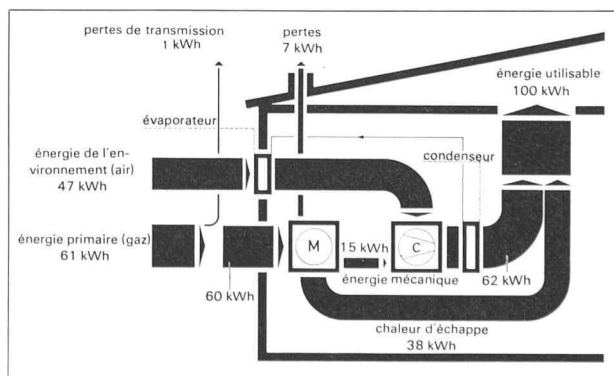 pertes de transmission
1 kWh
pertes
7 kWh
énergie utilisable
100 kWh
évaporateur
condenseur
énergie de l'en-
vironnement (air)
47 kWh
énergie primaire (gaz)
61 kWh
M
15 kWh
C
énergie mécanique
60 kWh
62 kWh
chaleur d'échappe
38 kWh